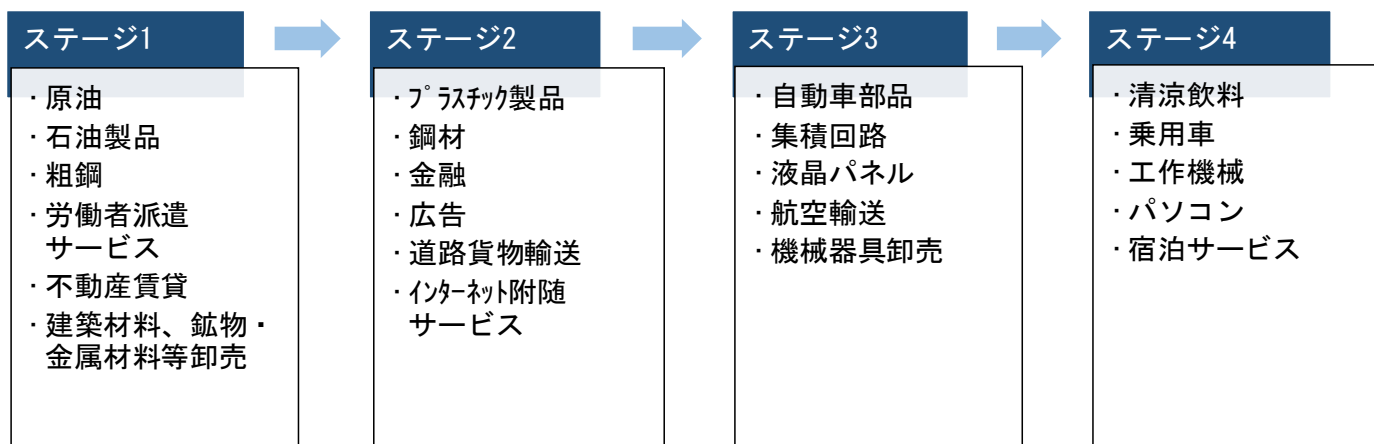 ステージ1
・原油
・石油製品
・粗鋼
・労働者派遣
サービス
・不動産賃貸
・建築材料、鉱物・
金属材料等卸売
ステージ2
・ﾌﾟﾗｽﾁｯｸ製品
・鋼材
・金融
・広告
・道路貨物輸送
・ｲﾝﾀｰﾈｯﾄ附随
サービス
ステージ3
・自動車部品
・集積回路
・液晶パネル
・航空輸送
・機械器具卸売
ステージ4
・清涼飲料
・乗用車
・工作機械
・パソコン
・宿泊サービス